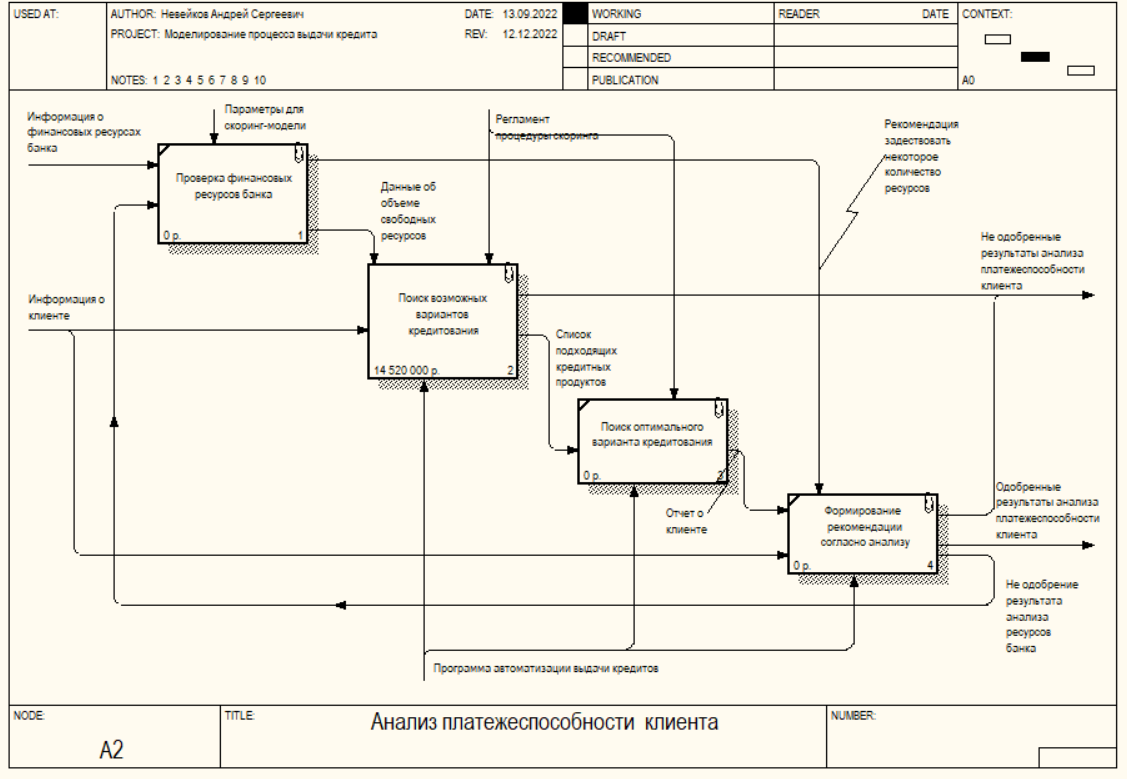 USED AT:
AUTHOR: Невейков Андрей Сергеевич
DATE: 13.09.2022
PROJECT: Моделирование процесса выдачи кредита
REV: 12.12.2022
NOTES: 1 2 3 4 5 6 7 8 9 10
WORKING
DRAFT
RECOMMENDED
PUBLICATION
READER
DATE
CONTEXT:
A0
Информация о
финансовых ресурсах
банка
Параметры для
скоринг-модели
Регламент
процедуры скоринга
Рекомендация
задествовать
некоторое
количество
ресурсов
Проверка финансовых
ресурсов банка
0 р.
1
Данные об
объеме
свободных
ресурсов
Не одобренные
результаты анализа
платежеспособности
клиента
Информация о
клиенте
Поиск возможных
вариантов
кредитования
14 520 000 р.
2
Список
подходящих
кредитных
продуктов
Поиск оптимального
варианта кредитования
0 р.
3
Отчет о
клиенте
Формирование
рекомендации
согласно анализу
0 р.
4
Одобренные
результаты анализа
платежеспособности
клиента
Не одобрение
результата
анализа
ресурсов
банка
Программа автоматизации выдачи кредитов
NODE:
A2
TITLE:
Анализ платежеспособности клиента
NUMBER: